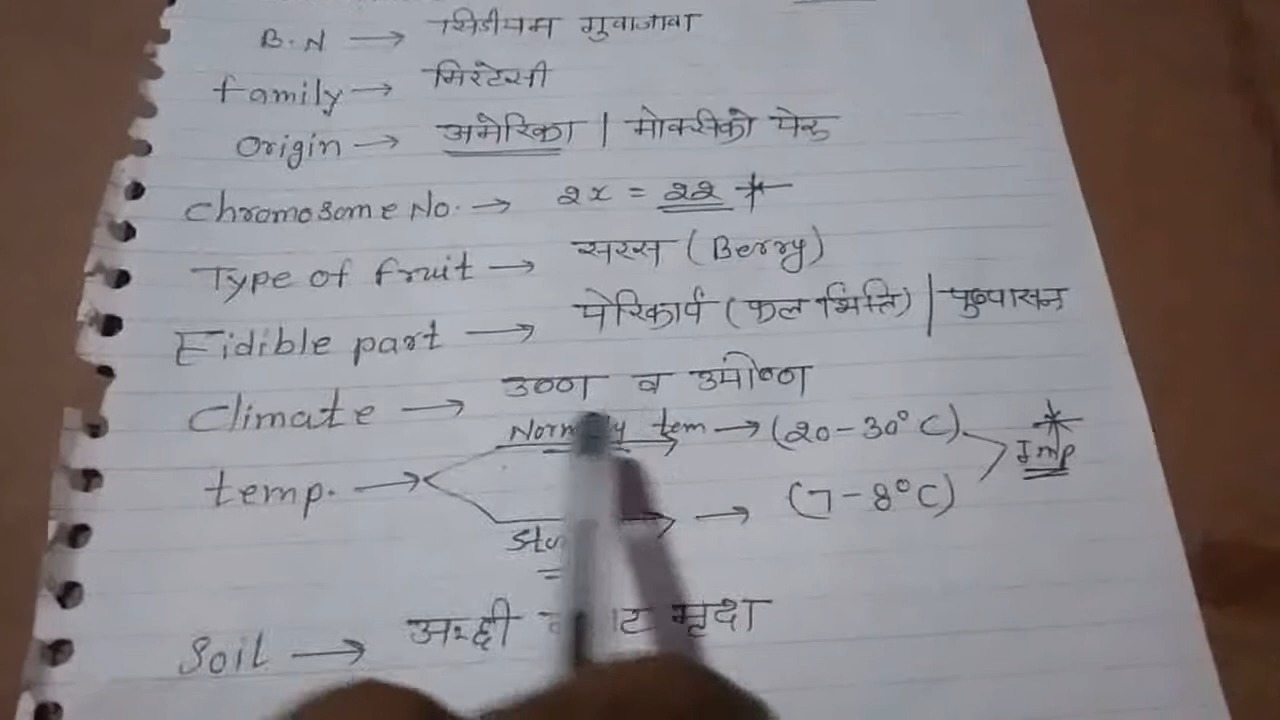 B.N → सिडीयम गुवाजावा
family → मिरटेसी
Origin → अमेरिका | मोक्सीको पेरू
Chromosome No. → 2x = 22 *
Type of fruit → सरस (Berry)
Eidible part → पेरिकार्प (फल भित्ति) | पुष्पासन
Climate → उष्ण व उपोष्ण
Normaly tem → (20-30°C)
Imp
temp. →
→ (7-8°C)
Soil → अच्छी मृदा